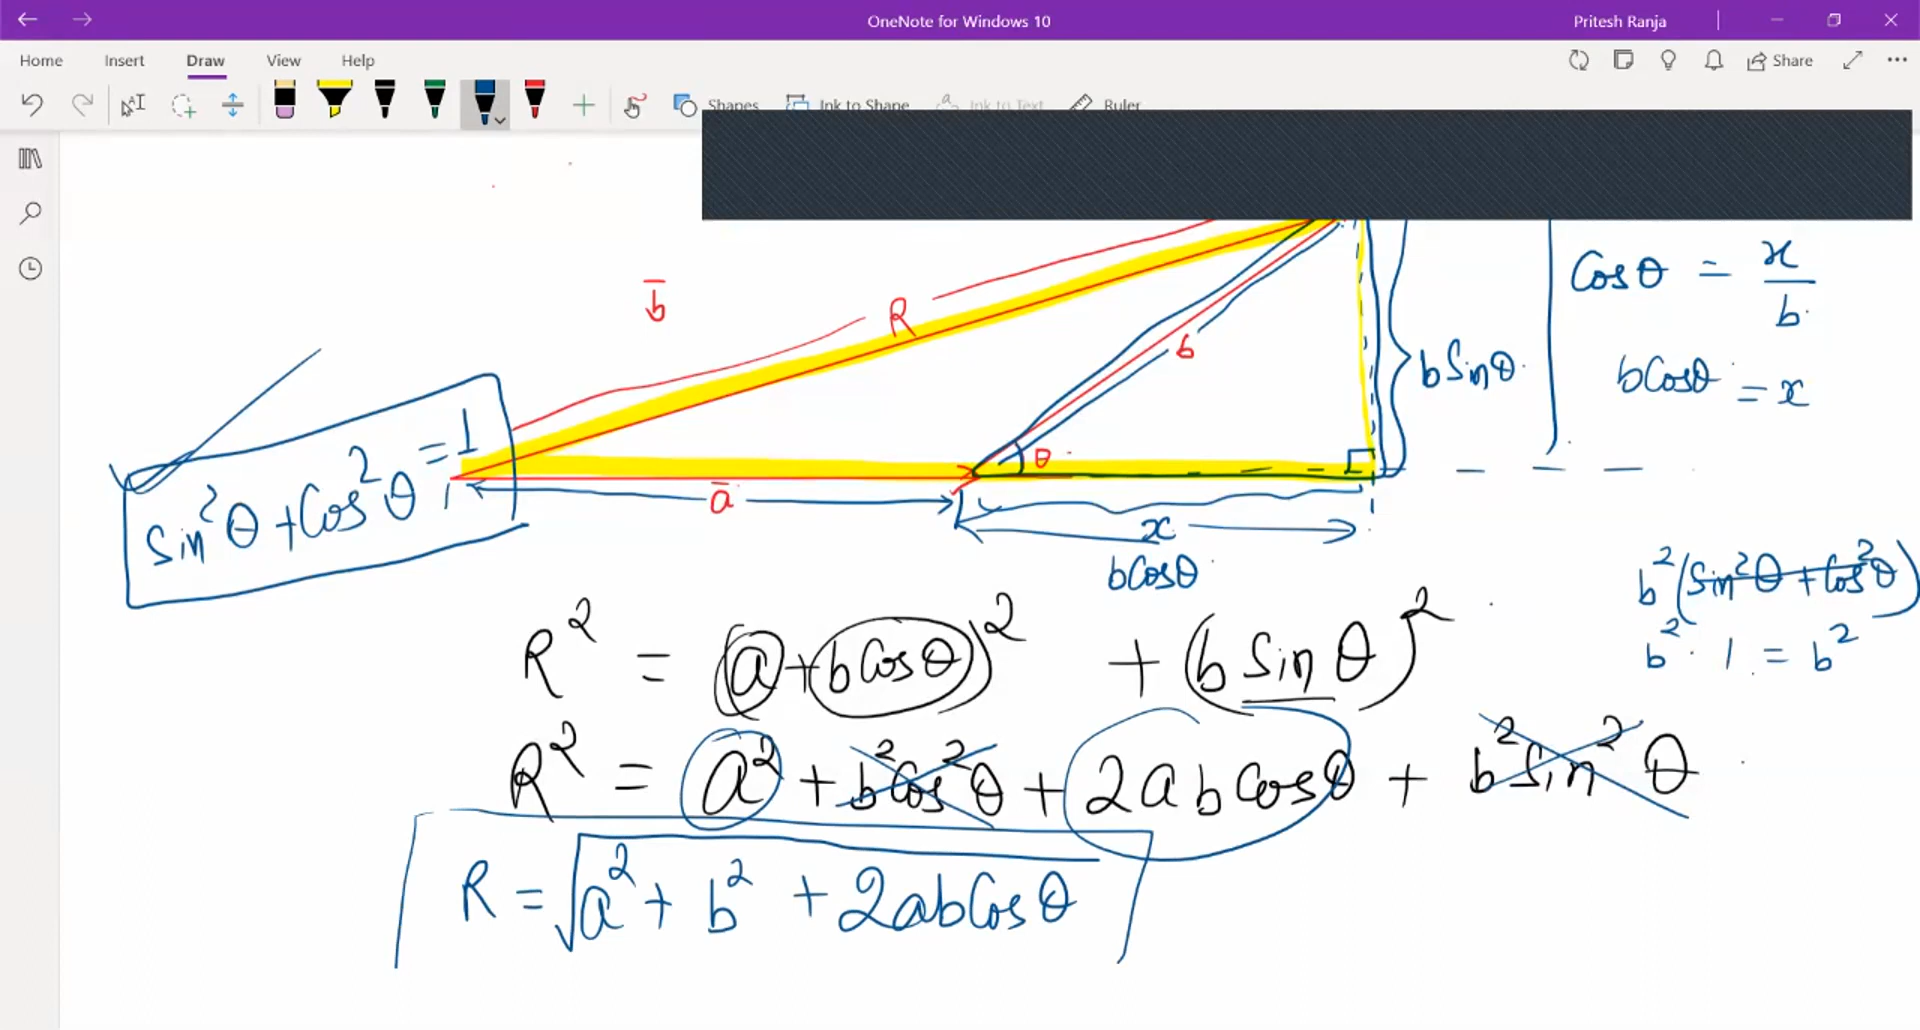 OneNote for Windows 10
Pritesh Ranja
Home Insert Draw View Help
Share
Shapes Ink to Shape Ink to Text Ruler
b̅
R
b
θ
a̅
x
bCosθ
bSinθ
Cosθ = x/b
bCosθ = x
Sin²θ + Cos²θ = 1
b²(Sin²θ + Cos²θ)
b² · 1 = b²
R² = (a + bCosθ)² + (b Sin θ)²
R² = a² + b²Cos²θ + 2abCosθ + b²Sin²θ
R = √a² + b² + 2abCosθ